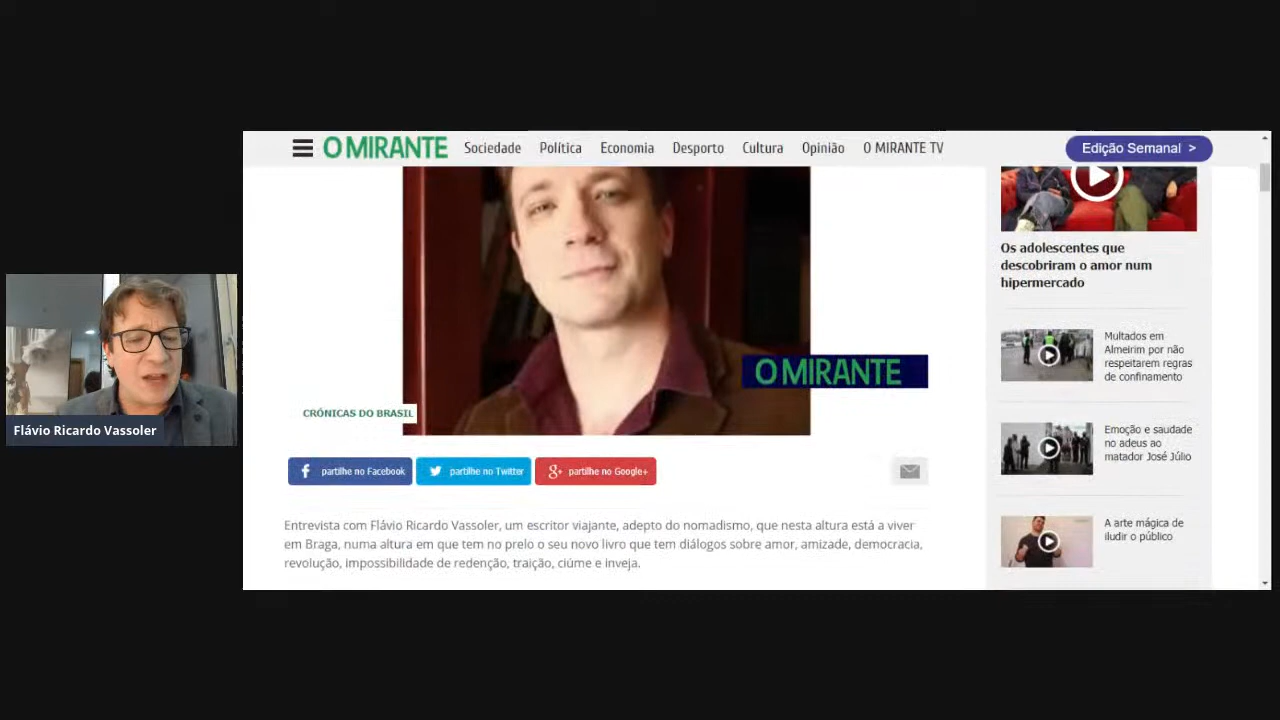 O MIRANTE
Sociedade Política Economia Desporto Cultura Opinião O MIRANTE TV
Edição Semanal >
O MIRANTE
CRÓNICAS DO BRASIL
partilhe no Facebook
partilhe no Twitter
partilhe no Google+
Entrevista com Flávio Ricardo Vassoler, um escritor viajante, adepto do nomadismo, que nesta altura está a viver
em Braga, numa altura em que tem no prelo o seu novo livro que tem diálogos sobre amor, amizade, democracia,
revolução, impossibilidade de redenção, traição, ciúme e inveja.
Os adolescentes que
descobriram o amor num
hipermercado
Multados em
Almeirim por não
respeitarem regras
de confinamento
Emoção e saudade
no adeus ao
matador José Júlio
A arte mágica de
iludir o público
Flávio Ricardo Vassoler